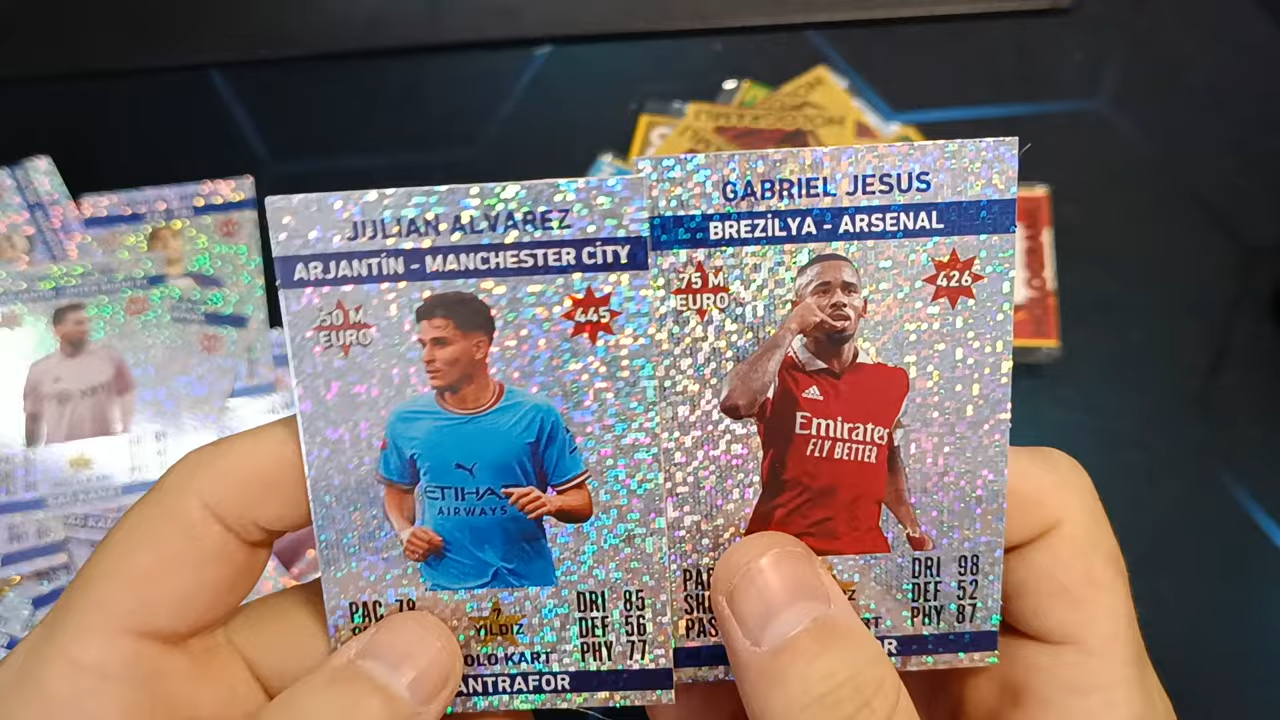 JULIAN ALVAREZ
ARJANTİN - MANCHESTER CİTY
50 M
EURO
445
ETIHAD
AIRWAYS
PAC 78
DRI 85
DEF 56
PHY 77
7
YILDIZ
OLO KART
ANTRAFOR
GABRIEL JESUS
BREZİLYA - ARSENAL
75 M
EURO
426
adidas
Emirates
FLY BETTER
PAS
DRI 98
DEF 52
PHY 87
R